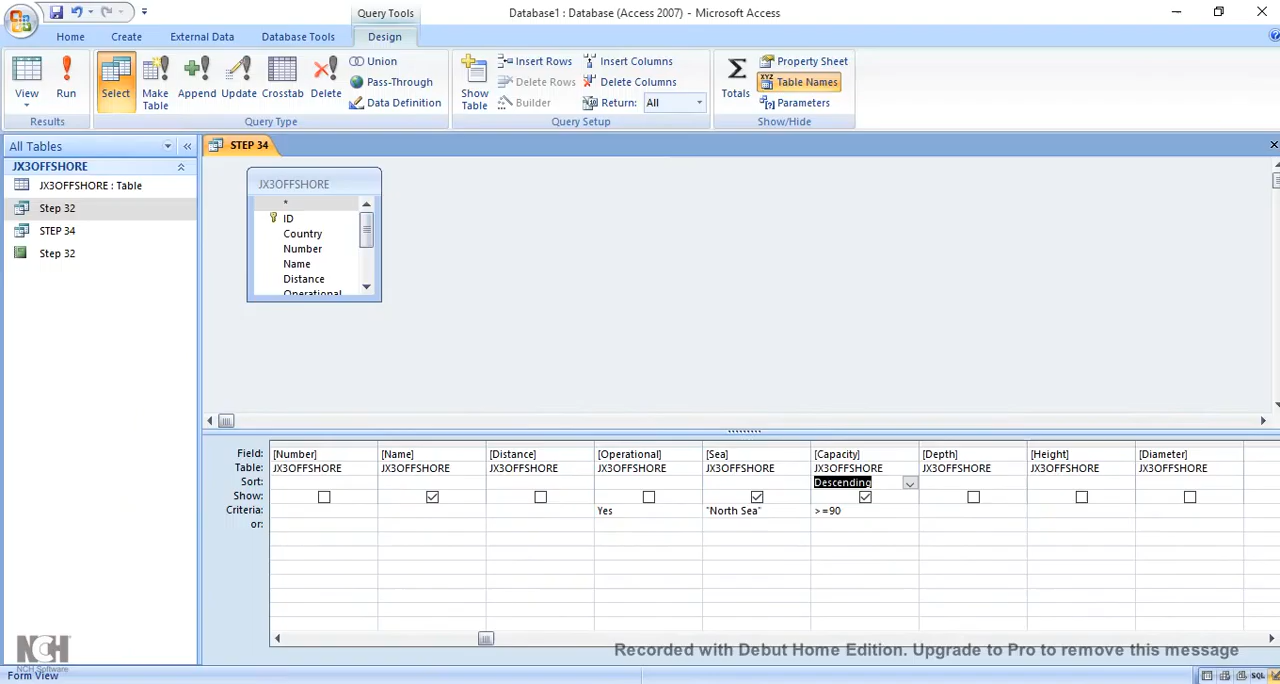 Query Tools
Database1 : Database (Access 2007) - Microsoft Access
Home Create External Data Database Tools Design
View Run
Results
Select Make Table Append Update Crosstab Delete
Union
Pass-Through
Data Definition
Query Type
Show Table
Insert Rows
Delete Rows
Builder
Insert Columns
Delete Columns
Return: All
Query Setup
Totals
Property Sheet
Table Names
Parameters
Show/Hide
All Tables
JX3OFFSHORE
JX3OFFSHORE : Table
Step 32
STEP 34
Step 32
STEP 34
JX3OFFSHORE
*
ID
Country
Number
Name
Distance
Operational
Field: [Number] [Name] [Distance] [Operational] [Sea] [Capacity] [Depth] [Height] [Diameter]
Table: JX3OFFSHORE JX3OFFSHORE JX3OFFSHORE JX3OFFSHORE JX3OFFSHORE JX3OFFSHORE JX3OFFSHORE JX3OFFSHORE JX3OFFSHORE
Sort: Descending
Show:
Criteria: Yes "North Sea" >=90
or:
NCH
NCH Software
Recorded with Debut Home Edition. Upgrade to Pro to remove this message
Form View
SQL